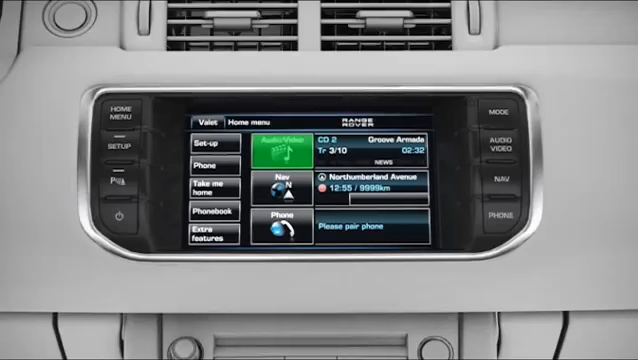 HOME
MENU
SETUP
MODE
AUDIO
VIDEO
NAV
PHONE
Valet
Home menu
RANGE
ROVER
Set-up
Phone
Take me
home
Phonebook
Extra
features
Audio/Video
Nav
N
Phone
CD 2
Groove Armada
Tr 3/10
02:32
NEWS
Northumberland Avenue
12:55 / 9999km
Please pair phone